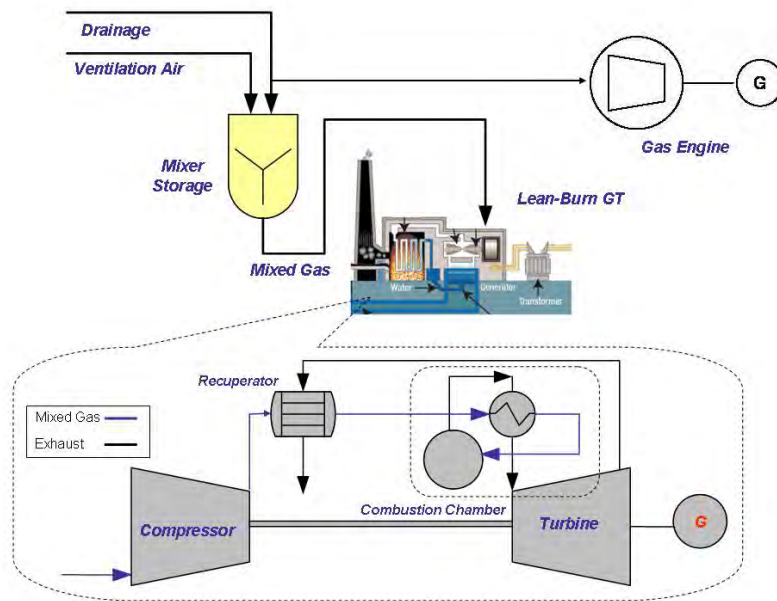 Drainage
Ventilation Air
G
Gas Engine
Mixer
Storage
Lean-Burn GT
Mixed Gas
Water
Generator
Transformer
Recuperator
Mixed Gas
Exhaust
Combustion Chamber
Compressor
Turbine
G